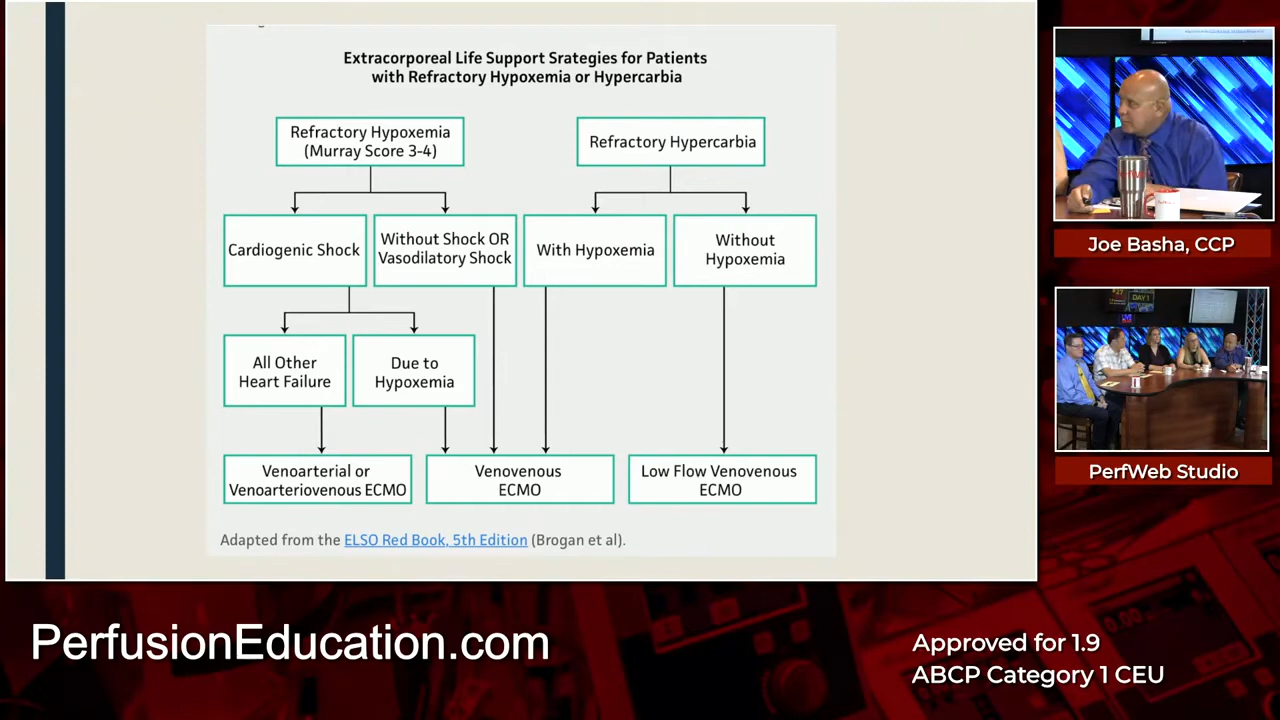 Extracorporeal Life Support Srategies for Patients
with Refractory Hypoxemia or Hypercarbia
Refractory Hypoxemia
(Murray Score 3-4)
Refractory Hypercarbia
Cardiogenic Shock
Without Shock OR
Vasodilatory Shock
With Hypoxemia
Without
Hypoxemia
All Other
Heart Failure
Due to
Hypoxemia
Venoarterial or
Venoarteriovenous ECMO
Venovenous
ECMO
Low Flow Venovenous
ECMO
Adapted from the ELSO Red Book, 5th Edition (Brogan et al).
Joe Basha, CCP
DAY 1
PerfWeb Studio
PerfusionEducation.com
Approved for 1.9
ABCP Category 1 CEU